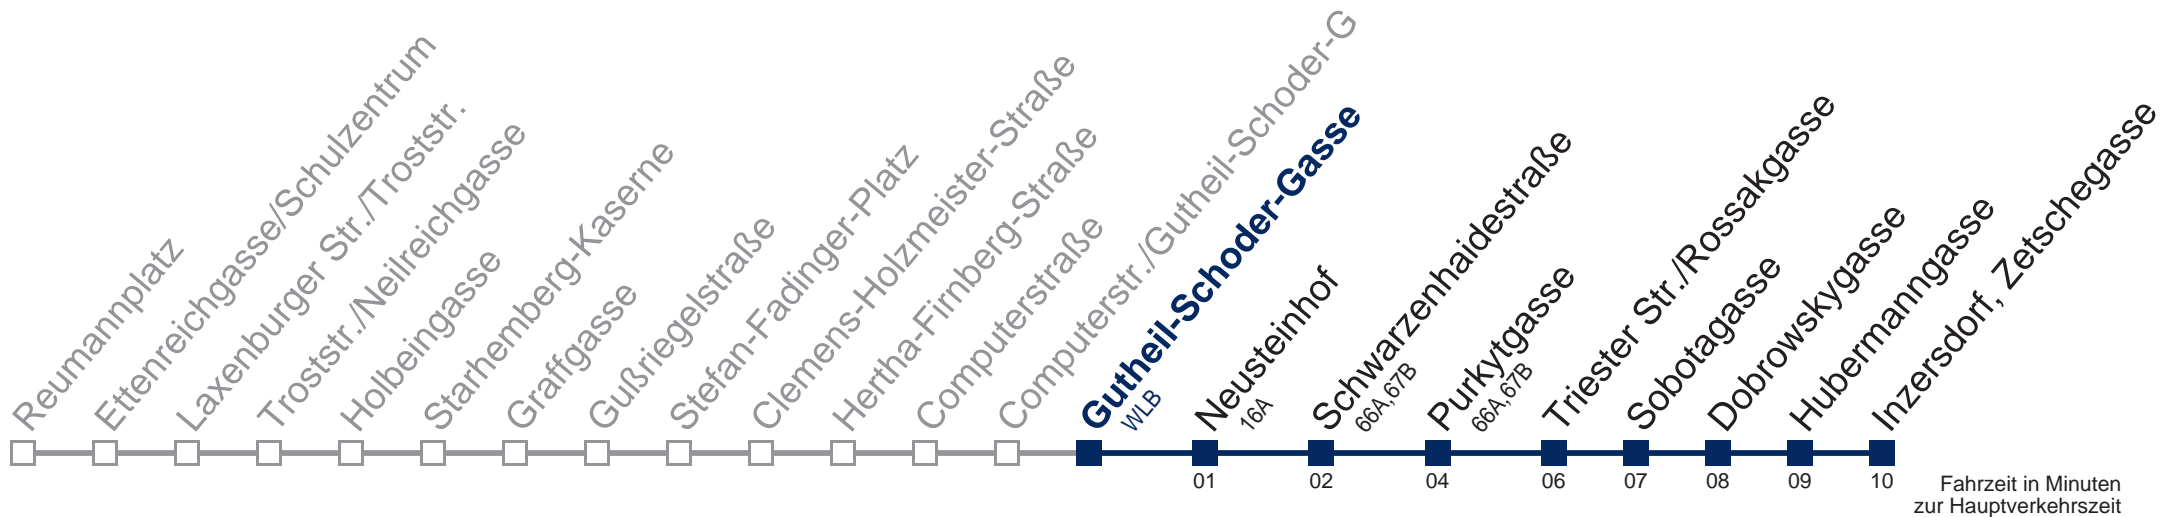 Reumannplatz
Ettenreichgasse/Schulzentrum
Laxenburger Str./Troststr.
Troststr./Neilreichgasse
Holbeingasse
Starhemberg-Kaserne
Graffgasse
Gußriegelstraße
Stefan-Fadinger-Platz
Clemens-Holzmeister-Straße
Hertha-Firnberg-Straße
Computerstraße
Computerstr./Gutheil-Schoder-G
Gutheil-Schoder-Gasse
WLB
Neusteinhof
16A
Schwarzenhaidestraße
66A,67B
Purkytgasse
66A,67B
Triester Str./Rossakgasse
Sobotagasse
Dobrowskygasse
Hubermanngasse
Inzersdorf, Zetschegasse
01 02 04 06 07 08 09 10
Fahrzeit in Minuten
zur Hauptverkehrszeit